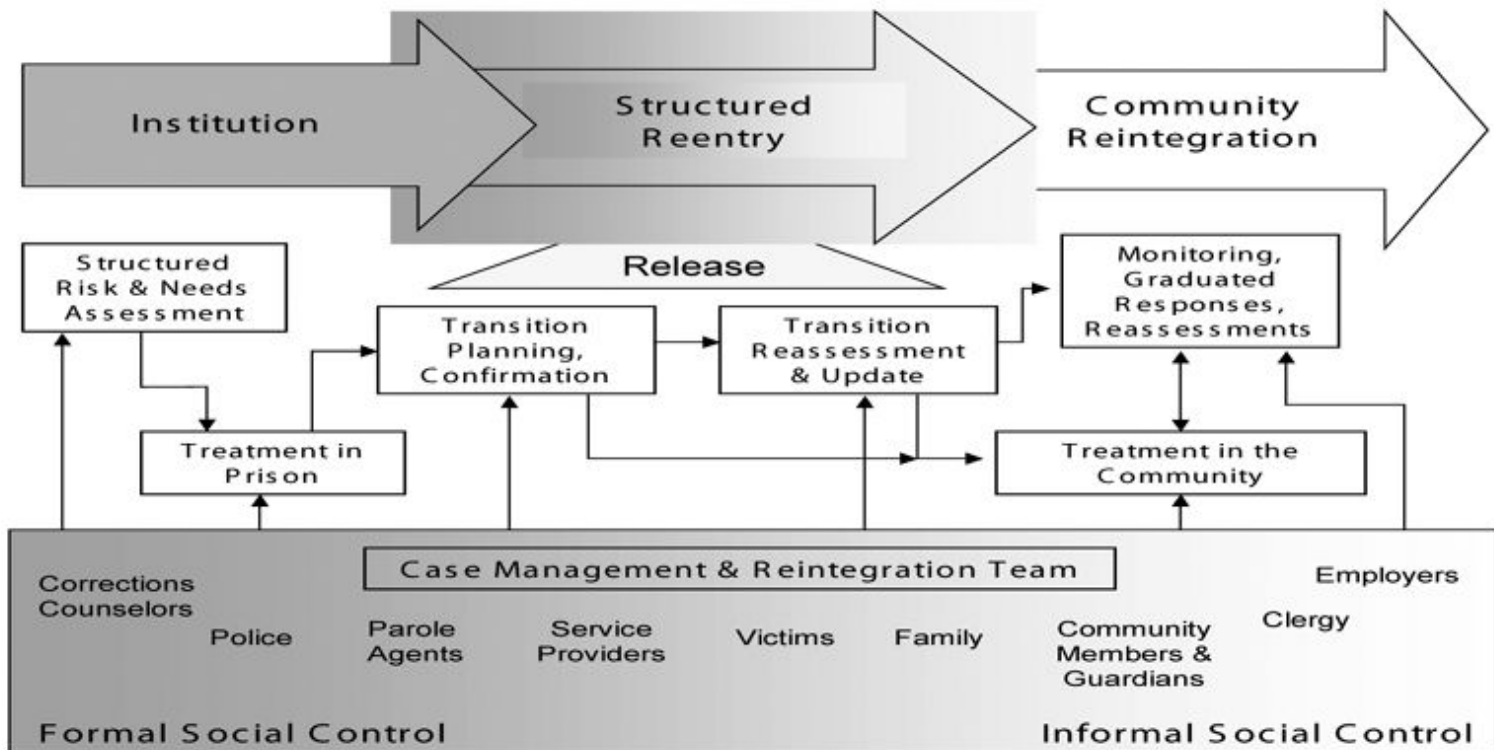 Institution
Structured
Reentry
Community
Reintegration
Structured
Risk & Needs
Assessment
Release
Monitoring,
Graduated
Responses,
Reassessments
Transition
Planning,
Confirmation
Transition
Reassessment
& Update
Treatment in
Prison
Treatment in the
Community
Case Management & Reintegration Team
Corrections
Counselors
Police
Parole
Agents
Service
Providers
Victims
Family
Community
Members &
Guardians
Clergy
Employers
Formal Social Control
Informal Social Control